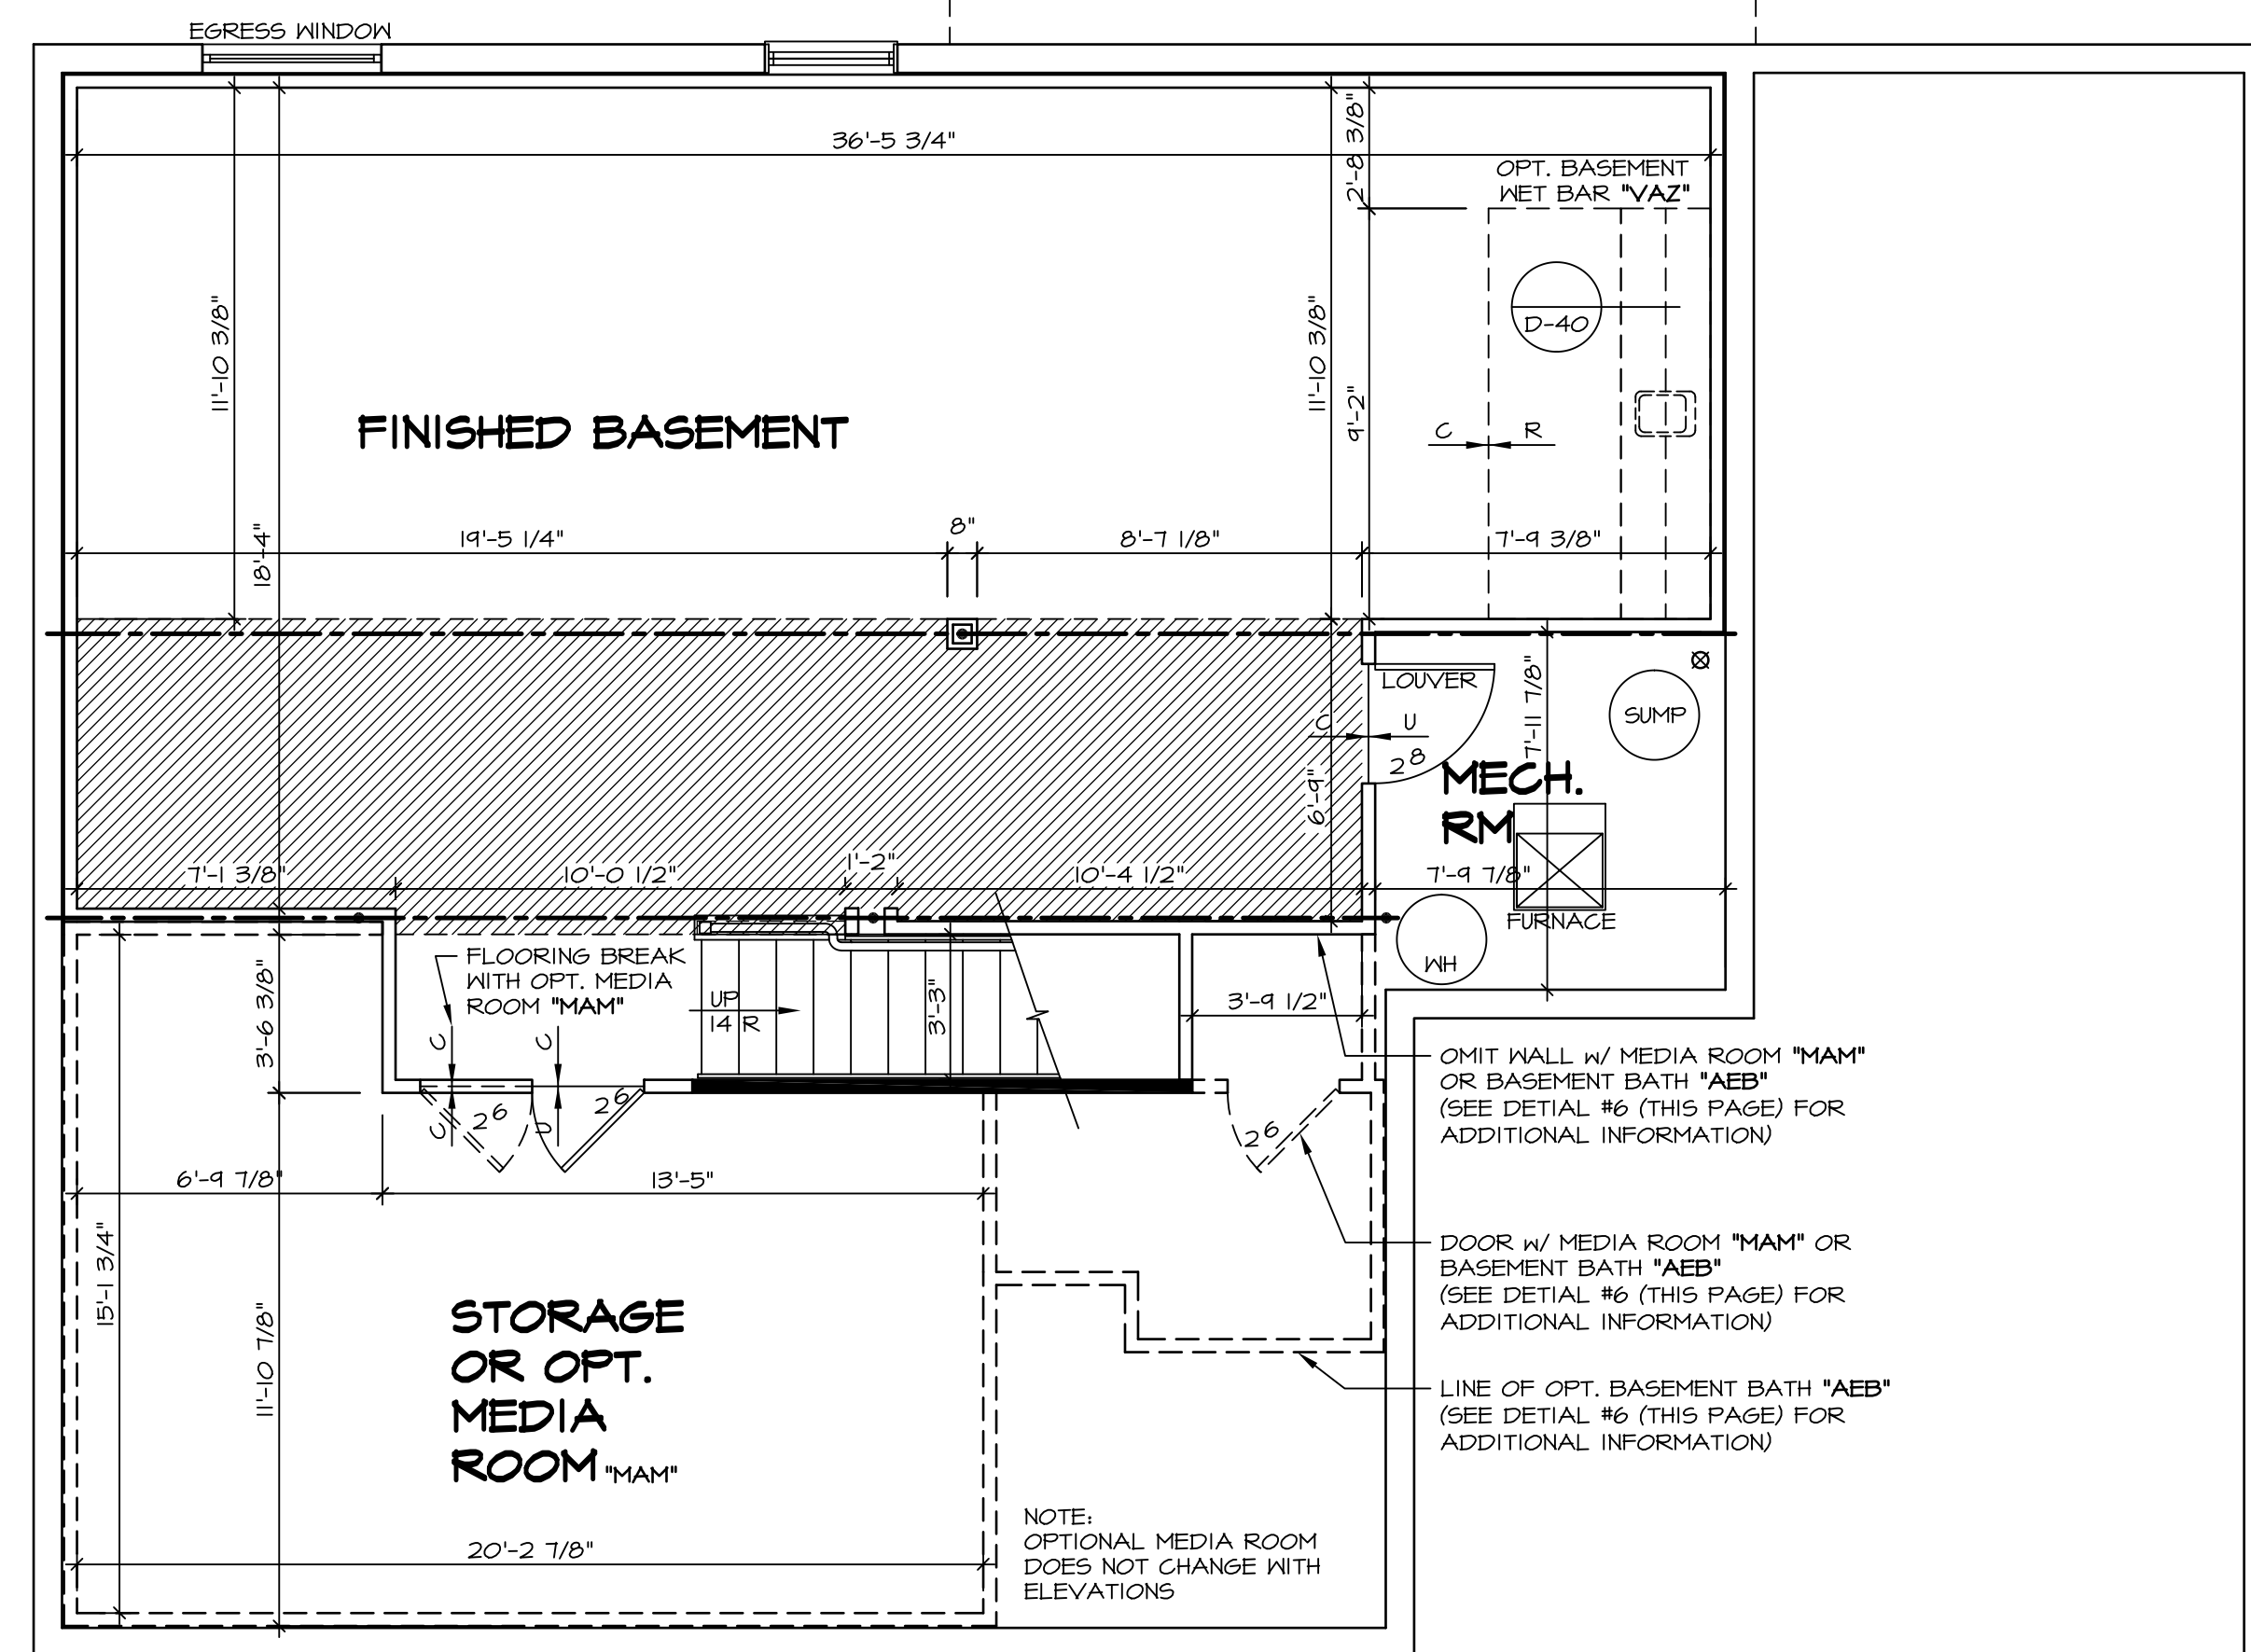 EGRESS WINDOW
36'-5 3/4"
2'-8 3/8"
OPT. BASEMENT
WET BAR "VAZ"
D-40
11'-10 3/8"
11'-10 3/8"
9'-2"
FINISHED BASEMENT
C R
18'-4"
19'-5 1/4"
8"
8'-7 1/8"
7'-9 3/8"
LOUVER
7'-11 7/8"
SUMP
C U
2 8
6'-9"
MECH.
RM
7'-1 3/8"
10'-0 1/2"
1'-2"
10'-4 1/2"
7'-9 7/8"
FURNACE
WH
FLOORING BREAK
WITH OPT. MEDIA
ROOM "MAM"
UP
14 R
3'-3"
3'-9 1/2"
3'-6 3/8"
C
C
U
U
2 6
2 6
2 6
OMIT WALL w/ MEDIA ROOM "MAM"
OR BASEMENT BATH "AEB"
(SEE DETIAL #6 (THIS PAGE) FOR
ADDITIONAL INFORMATION)
6'-9 7/8"
13'-5"
15'-1 3/4"
11'-10 7/8"
DOOR w/ MEDIA ROOM "MAM" OR
BASEMENT BATH "AEB"
(SEE DETIAL #6 (THIS PAGE) FOR
ADDITIONAL INFORMATION)
STORAGE
OR OPT.
MEDIA
ROOM "MAM"
LINE OF OPT. BASEMENT BATH "AEB"
(SEE DETIAL #6 (THIS PAGE) FOR
ADDITIONAL INFORMATION)
20'-2 7/8"
NOTE:
OPTIONAL MEDIA ROOM
DOES NOT CHANGE WITH
ELEVATIONS